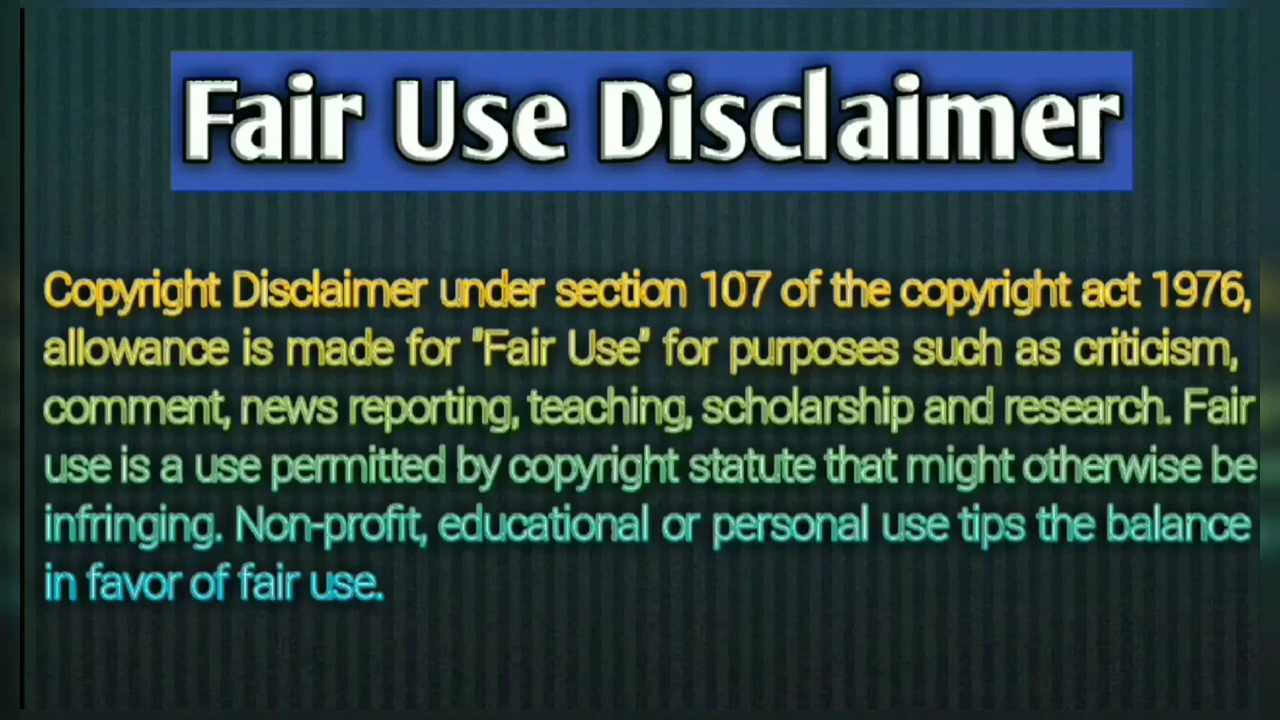 Fair Use Disclaimer
Copyright Disclaimer under section 107 of the copyright act 1976,
allowance is made for "Fair Use" for purposes such as criticism,
comment, news reporting, teaching, scholarship and research. Fair
use is a use permitted by copyright statute that might otherwise be
infringing. Non-profit, educational or personal use tips the balance
in favor of fair use.